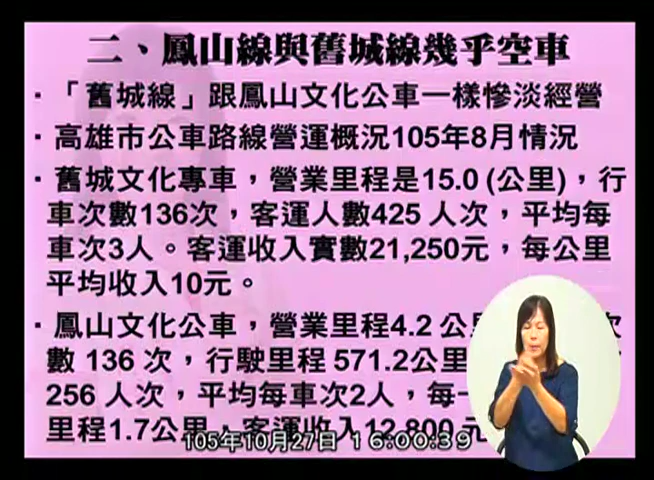 二、鳳山線與舊城線幾乎空車
· 「舊城線」跟鳳山文化公車一樣慘淡經營
· 高雄市公車路線營運概況105年8月情況
· 舊城文化專車，營業里程是15.0 (公里)，行
車次數136次，客運人數425 人次，平均每
車次3人。客運收入實數21,250元，每公里
平均收入10元。
· 鳳山文化公車，營業里程4.2 公 次
數 136 次，行駛里程 571.2公里
256 人次，平均每車次2人，每一
里程1.7公里，客運收入12,800 元
105年10月27日 16:00:39